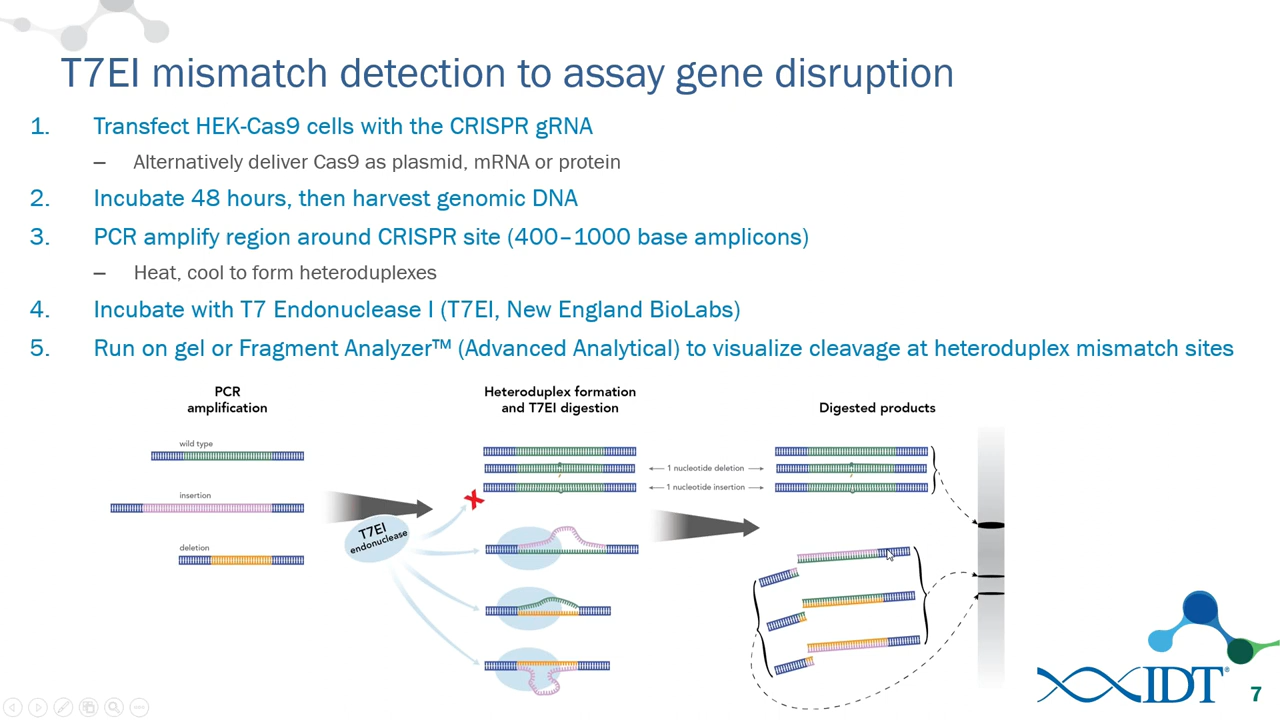 T7EI mismatch detection to assay gene disruption
1. Transfect HEK-Cas9 cells with the CRISPR gRNA
– Alternatively deliver Cas9 as plasmid, mRNA or protein
2. Incubate 48 hours, then harvest genomic DNA
3. PCR amplify region around CRISPR site (400–1000 base amplicons)
– Heat, cool to form heteroduplexes
4. Incubate with T7 Endonuclease I (T7EI, New England BioLabs)
5. Run on gel or Fragment Analyzer™ (Advanced Analytical) to visualize cleavage at heteroduplex mismatch sites
PCR
amplification
wild type
insertion
deletion
T7EI
endonuclease
Heteroduplex formation
and T7EI digestion
1 nucleotide deletion
1 nucleotide insertion
Digested products
IDT®
7